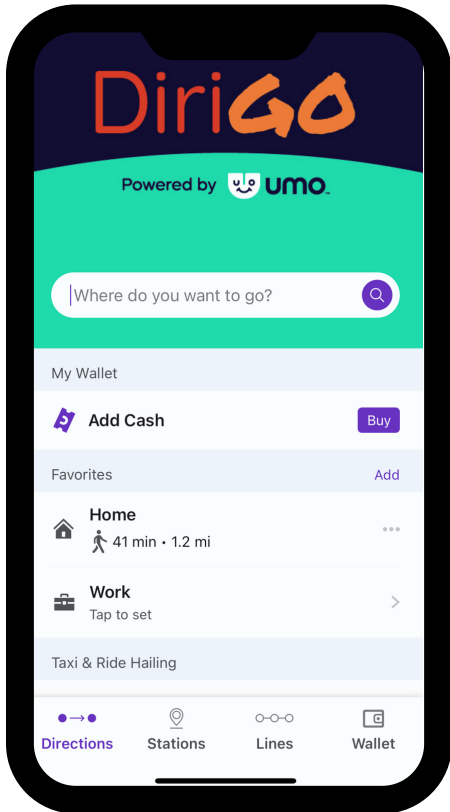 DiriGO
Powered by umo™
Where do you want to go?
My Wallet
Add Cash
Buy
Favorites
Add
Home
41 min • 1.2 mi
Work
Tap to set
Taxi & Ride Hailing
Directions
Stations
Lines
Wallet